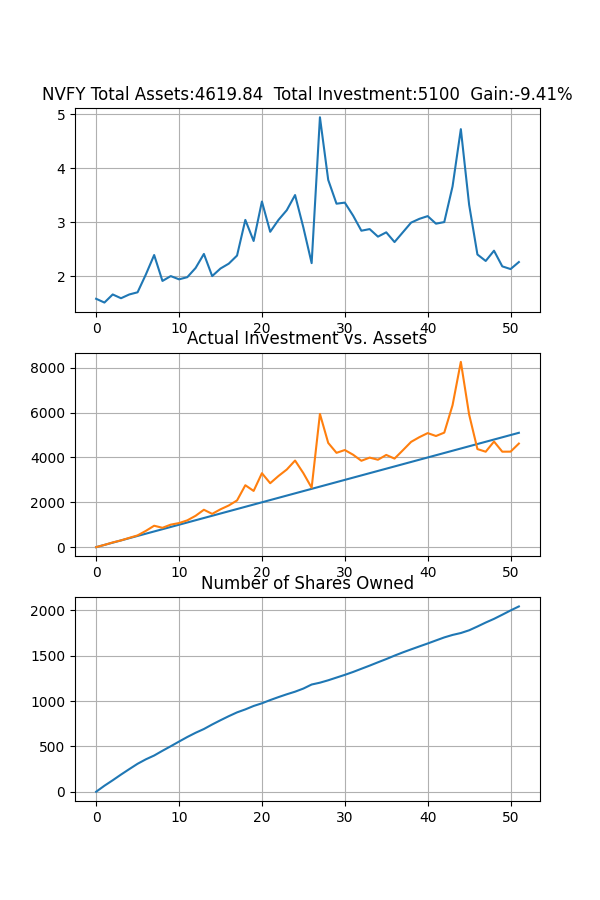 NVFY Total Assets:4619.84  Total Investment:5100  Gain:-9.41%
5
4
3
2
0 10 20 30 40 50
Actual Investment vs. Assets
8000
6000
4000
2000
0
0 10 20 30 40 50
Number of Shares Owned
2000
1500
1000
500
0
0 10 20 30 40 50